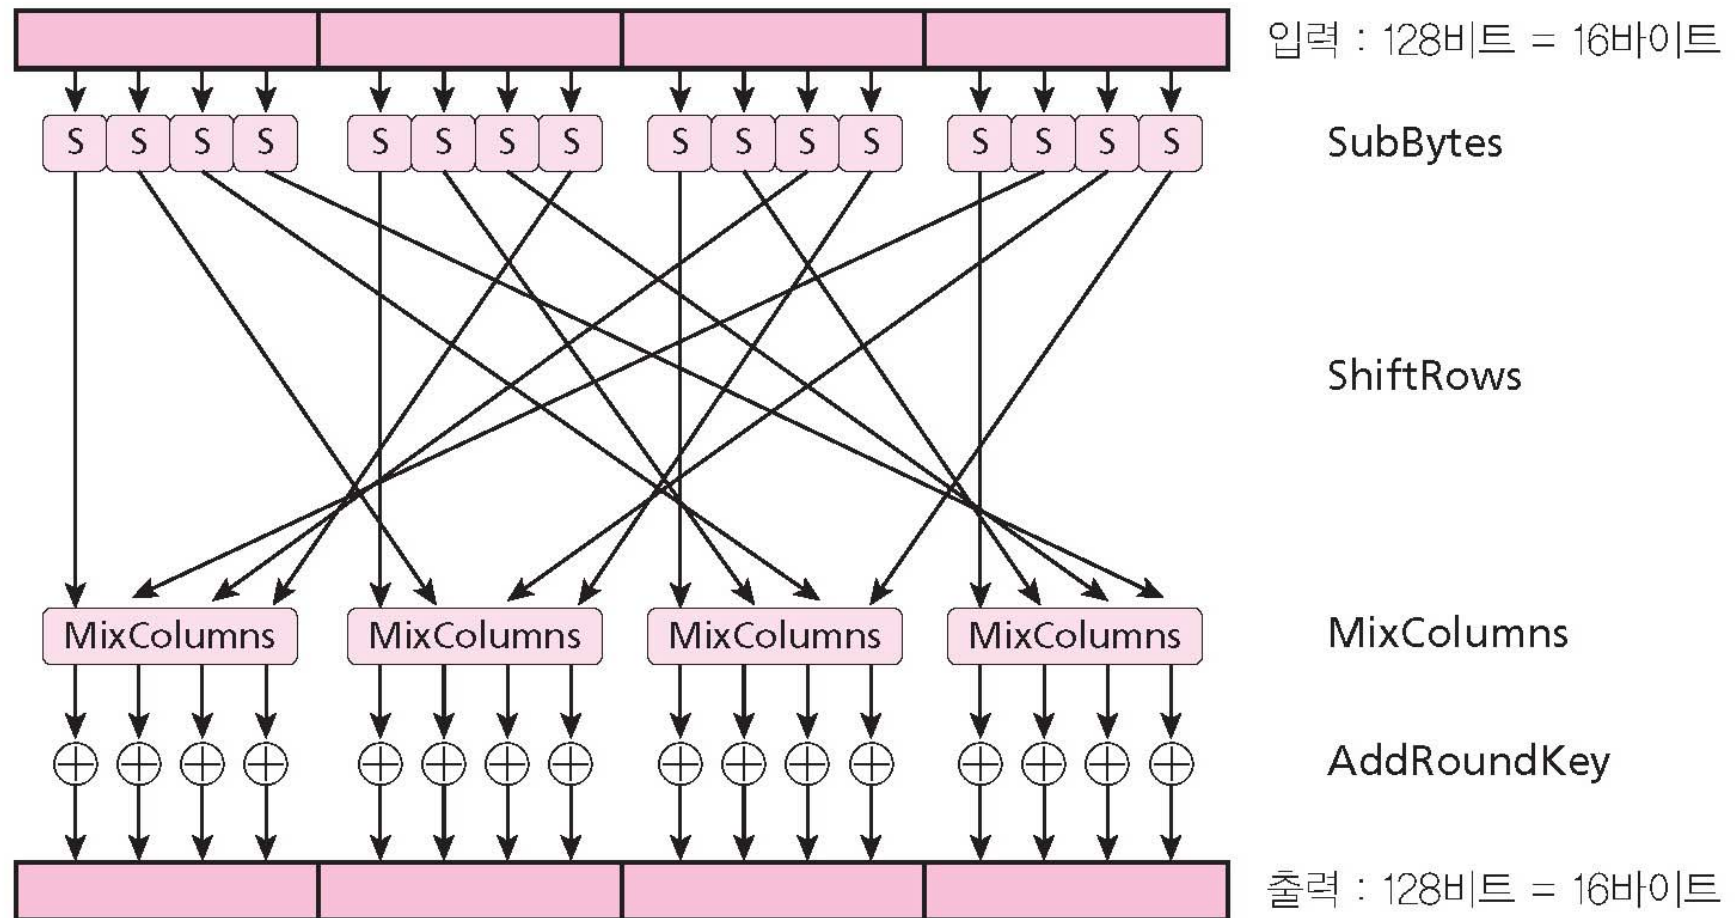 입력 : 128비트 = 16바이트
S S S S S S S S S S S S S S S S
SubBytes
ShiftRows
MixColumns MixColumns MixColumns MixColumns
MixColumns
AddRoundKey
출력 : 128비트 = 16바이트